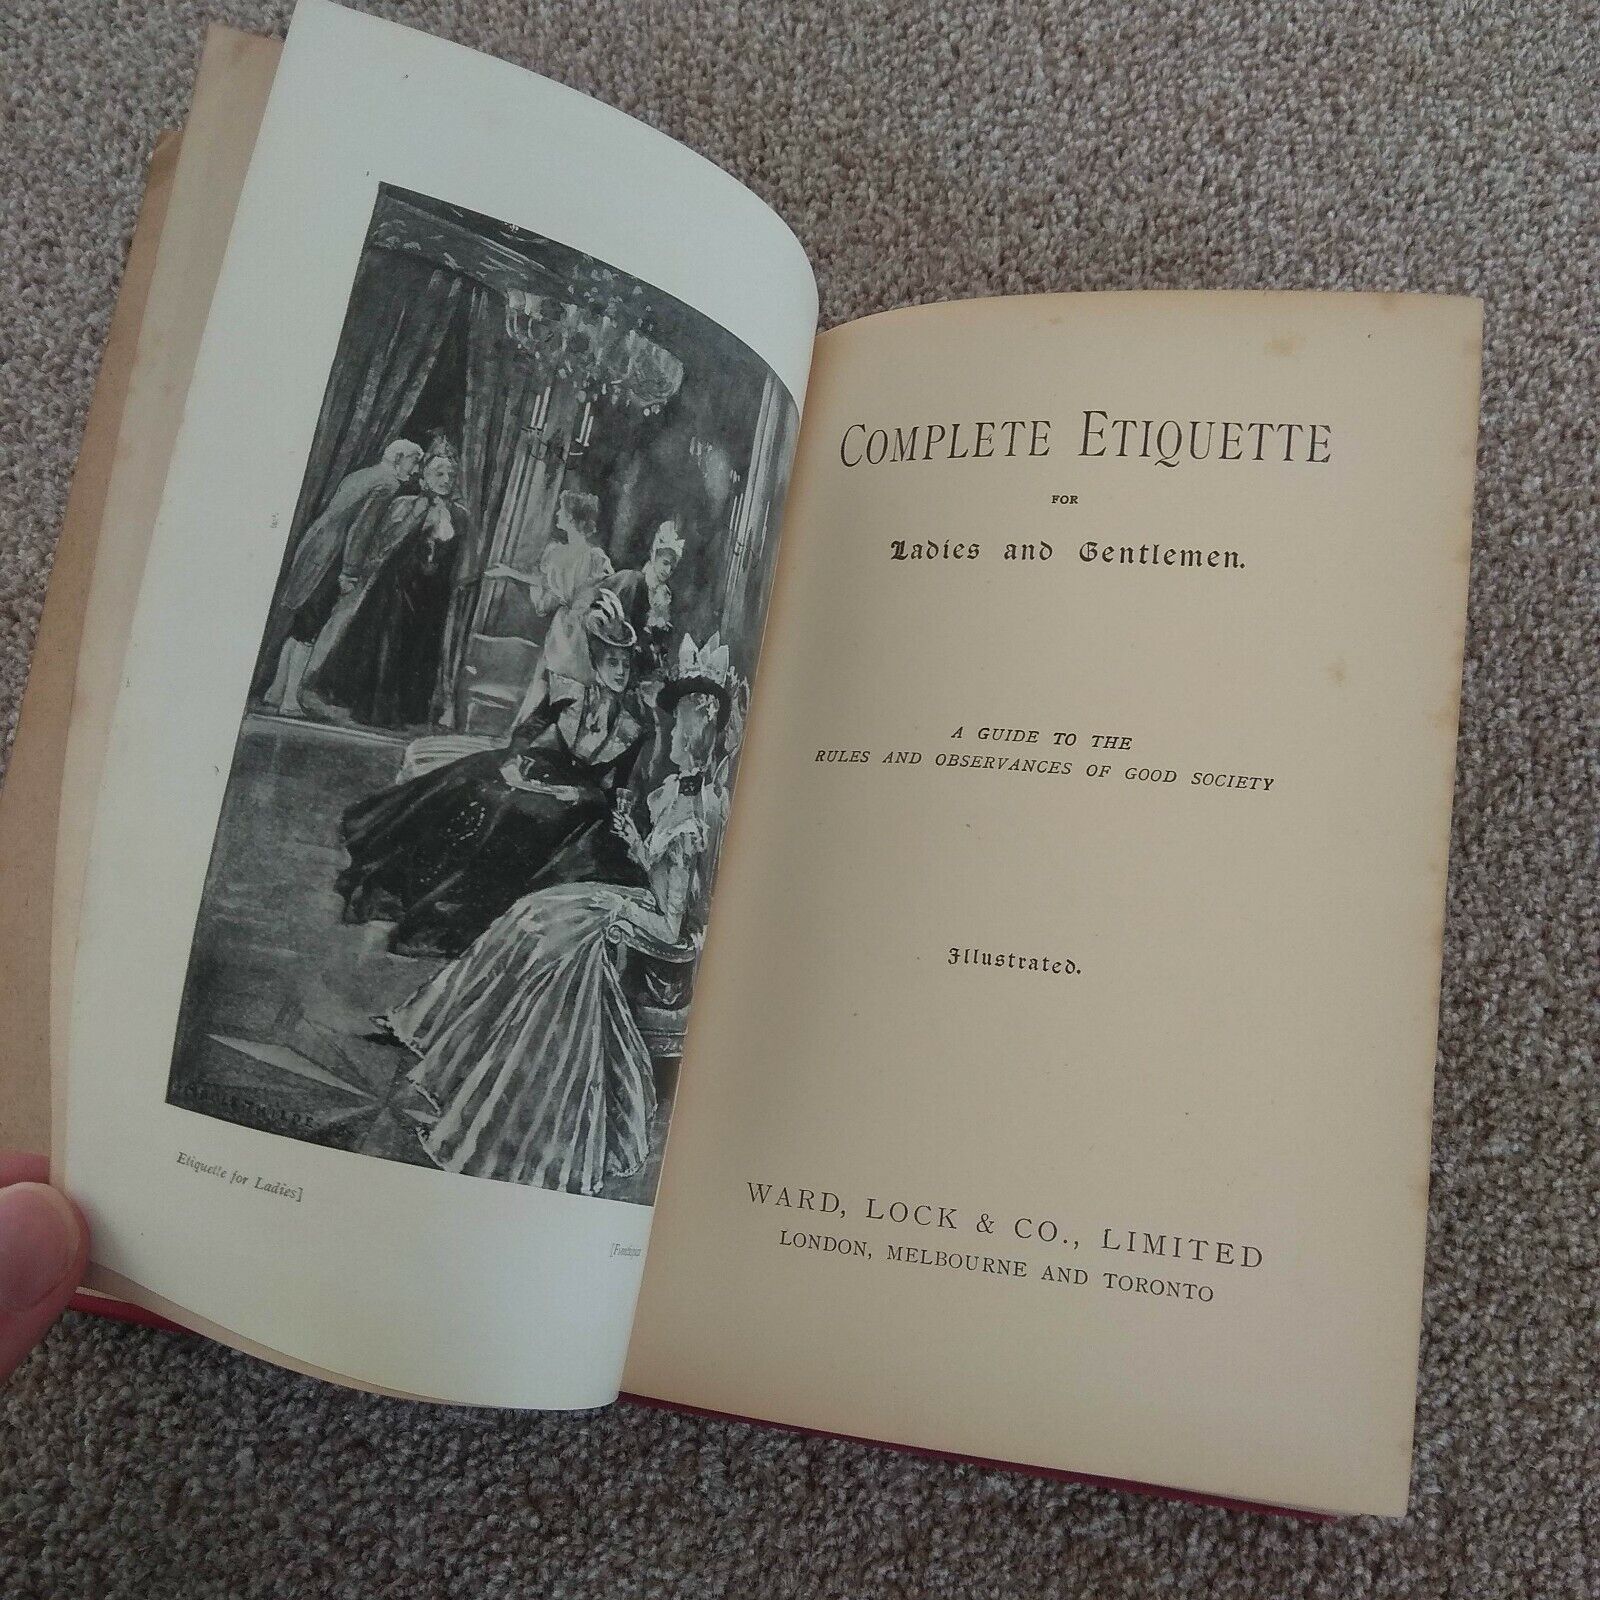 Etiquette for Ladies]
COMPLETE ETIQUETTE
FOR
Ladies and Gentlemen.
A GUIDE TO THE
RULES AND OBSERVANCES OF GOOD SOCIETY
Illustrated.
WARD, LOCK & CO., LIMITED
LONDON, MELBOURNE AND TORONTO